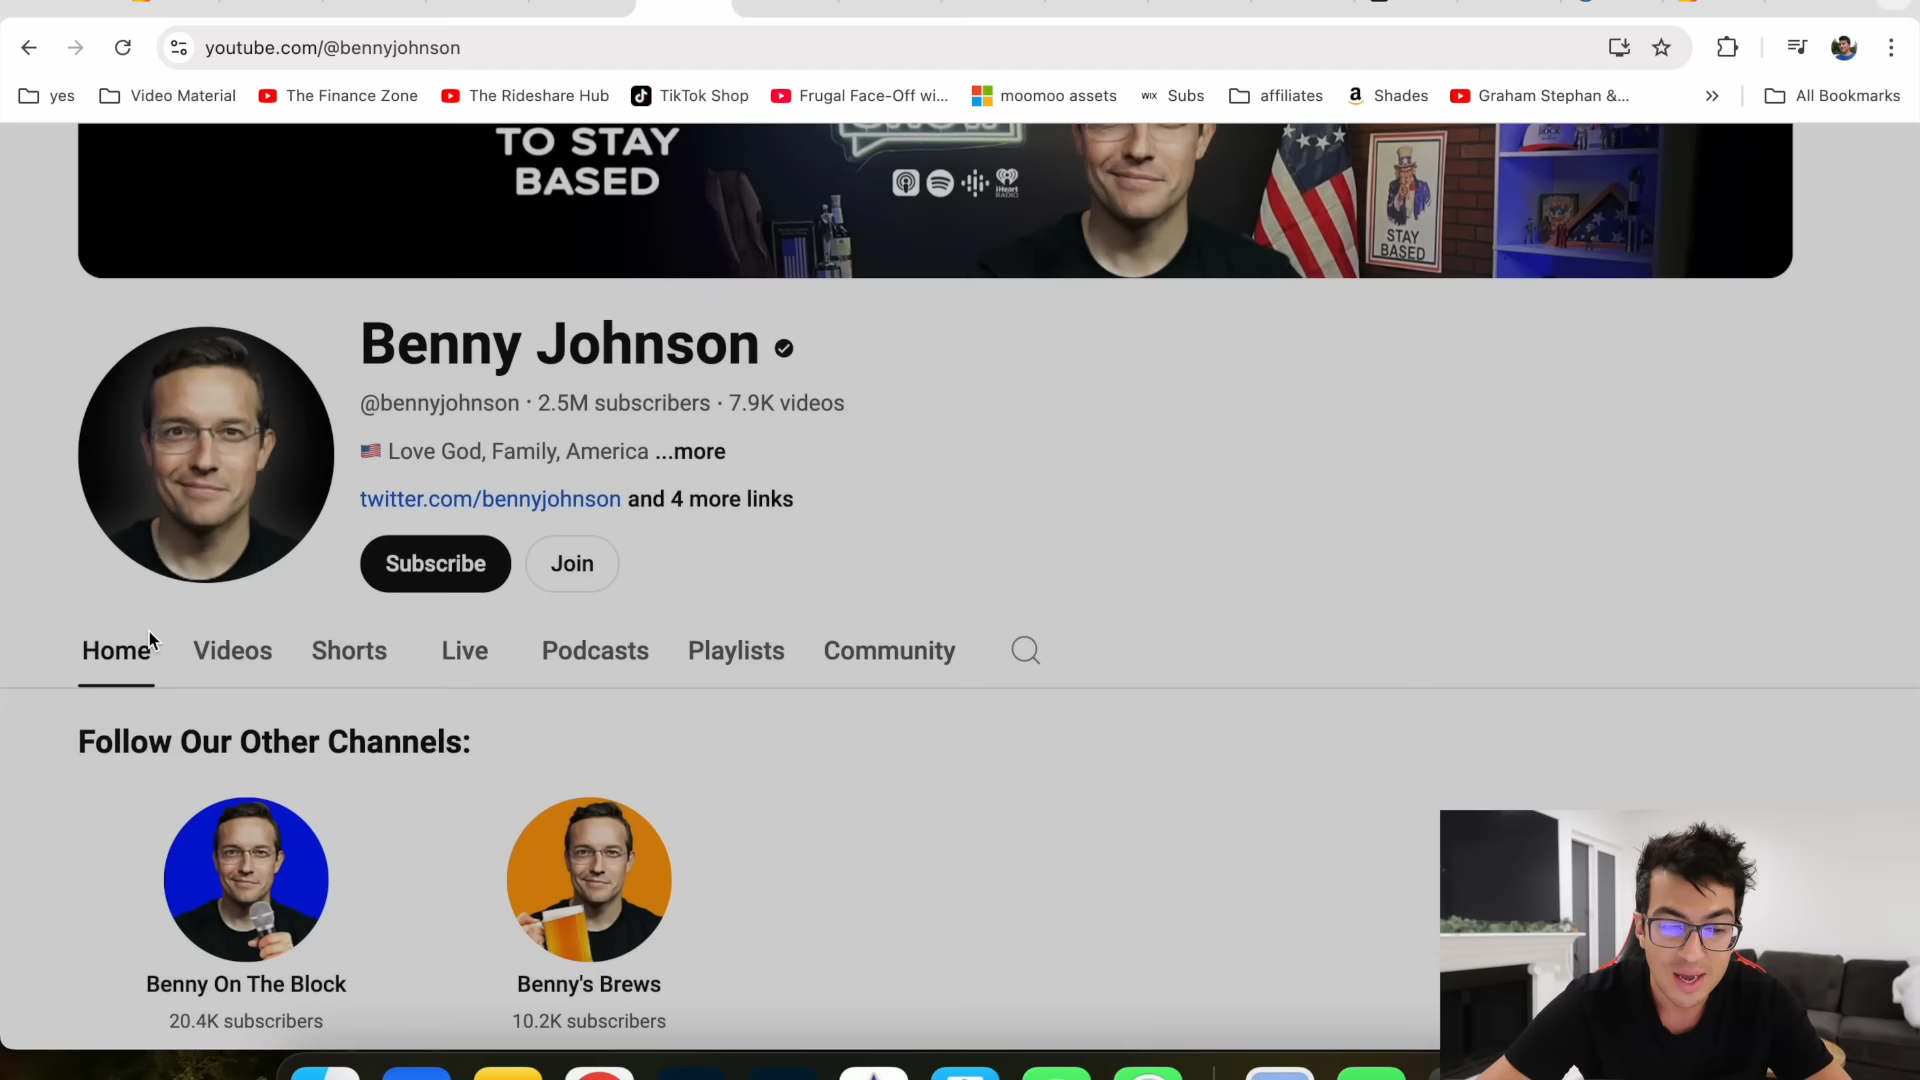 youtube.com/@bennyjohnson
yes
Video Material
The Finance Zone
The Rideshare Hub
TikTok Shop
Frugal Face-Off wi...
moomoo assets
WIX
Subs
affiliates
Shades
Graham Stephan &...
All Bookmarks
TO STAY
BASED
iHeart
RADIO
STAY
BASED
Benny Johnson
@bennyjohnson · 2.5M subscribers · 7.9K videos
Love God, Family, America ...more
twitter.com/bennyjohnson and 4 more links
Subscribe
Join
Home
Videos
Shorts
Live
Podcasts
Playlists
Community
Follow Our Other Channels:
Benny On The Block
20.4K subscribers
Benny's Brews
10.2K subscribers